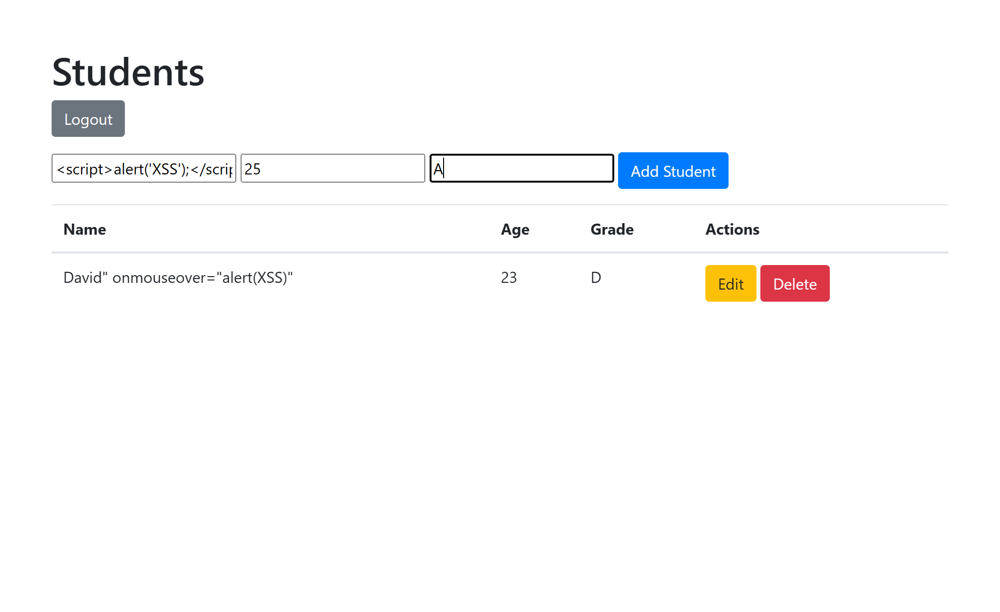 Students
Logout
<script>alert('XSS');</scrip 25 A Add Student
Name Age Grade Actions
David" onmouseover="alert(XSS)" 23 D Edit Delete